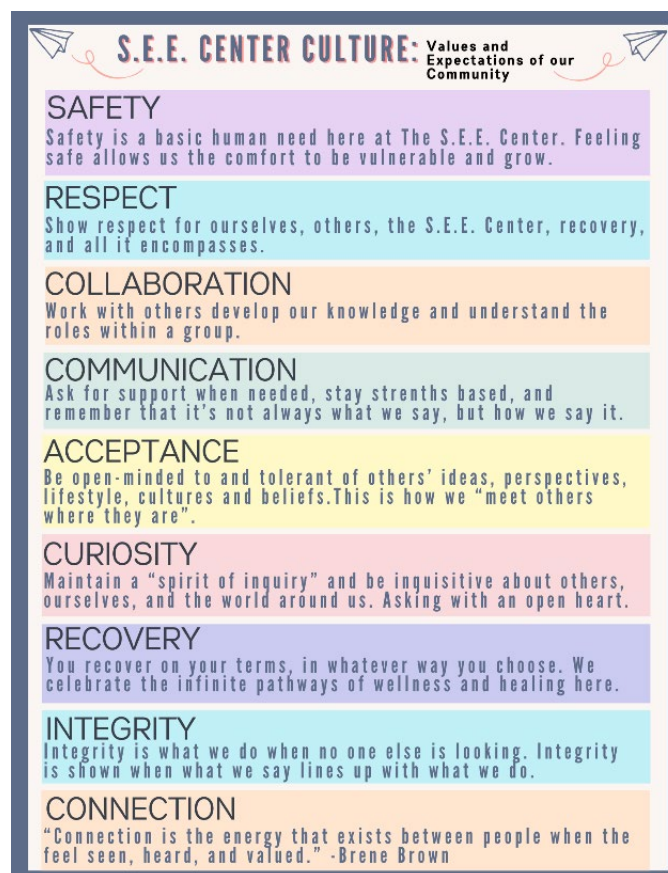 S.E.E. CENTER CULTURE:
Values and
Expectations of our
Community
SAFETY
Safety is a basic human need here at The S.E.E. Center. Feeling
safe allows us the comfort to be vulnerable and grow.
RESPECT
Show respect for ourselves, others, the S.E.E. Center, recovery,
and all it encompasses.
COLLABORATION
Work with others develop our knowledge and understand the
roles within a group.
COMMUNICATION
Ask for support when needed, stay strenths based, and
remember that it's not always what we say, but how we say it.
ACCEPTANCE
Be open-minded to and tolerant of others' ideas, perspectives,
lifestyle, cultures and beliefs.This is how we “meet others
where they are”.
CURIOSITY
Maintain a “spirit of inquiry” and be inquisitive about others,
ourselves, and the world around us. Asking with an open heart.
RECOVERY
You recover on your terms, in whatever way you choose. We
celebrate the infinite pathways of wellness and healing here.
INTEGRITY
Integrity is what we do when no one else is looking. Integrity
is shown when what we say lines up with what we do.
CONNECTION
“Connection is the energy that exists between people when the
feel seen, heard, and valued.” -Brene Brown